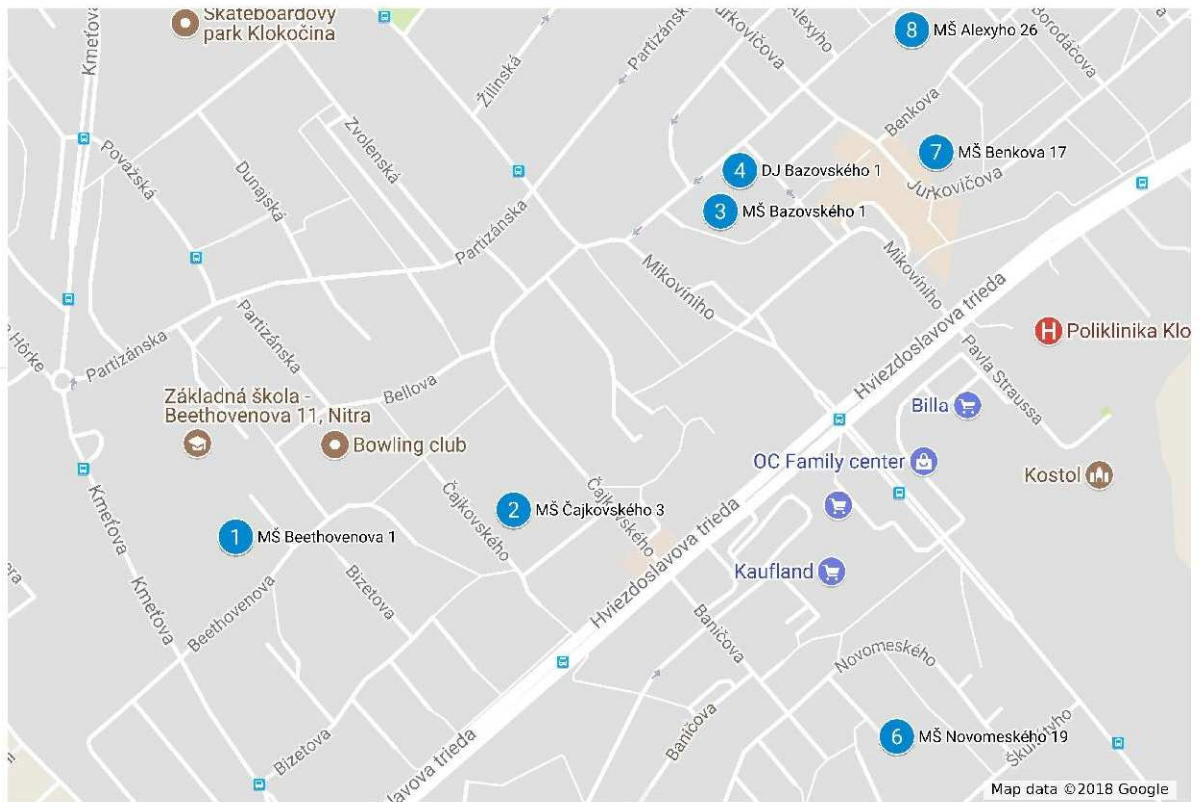 Skateboardový
park Klokočina
Kmeťova
Žilinská
Partizánska
Jurkovičova
Alexyho
8 MŠ Alexyho 26
Borodáčova
Považská
Dunajská
Zvolenská
Benkova
7 MŠ Benkova 17
4 DJ Bazovského 1
3 MŠ Bazovského 1
Jurkovičova
Partizánska
Mikovíniho
Mikovíniho
Hviezdoslavova trieda
Hôrke
Partizánska
Partizánska
H Poliklinika Klo
Pavla Straussa
Základná škola -
Beethovenova 11, Nitra
Bellova
Billa
Bowling club
OC Family center
Kostol
Kmeťova
Čajkovského
Čajkovského
2 MŠ Čajkovského 3
1 MŠ Beethovenova 1
Hviezdoslavova trieda
Kaufland
Kmeťova
Beethovenova
Bizetova
Baničova
Novomeského
Baničova
6 MŠ Novomeského 19
Škultétyho
Bizetova
avova trieda
Map data ©2018 Google